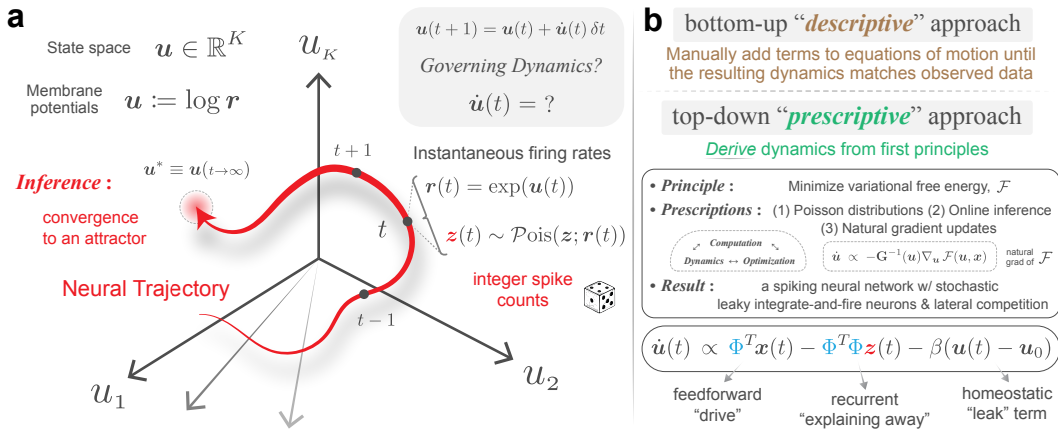 a
State space u ∈ ℝ^K
Membrane
potentials
u := log r
u_K
u(t+1) = u(t) + u̇(t) δt
Governing Dynamics?
u̇(t) = ?
u* ≡ u(t→∞)
Inference :
convergence
to an attractor
t+1
t
t−1
Instantaneous firing rates
r(t) = exp(u(t))
z(t) ∼ Pois(z; r(t))
integer spike
counts
Neural Trajectory
u_1
u_2
b
bottom-up “descriptive” approach
Manually add terms to equations of motion until
the resulting dynamics matches observed data
top-down “prescriptive” approach
Derive dynamics from first principles
• Principle : Minimize variational free energy, ℱ
• Prescriptions : (1) Poisson distributions (2) Online inference
(3) Natural gradient updates
↔ Computation ↔
Dynamics ↔ Optimization
u̇ ∝ −G⁻¹(u)∇_u ℱ(u, x)
natural
grad of ℱ
• Result : a spiking neural network w/ stochastic
leaky integrate-and-fire neurons & lateral competition
u̇(t) ∝ Φ^T x(t) − Φ^T Φz(t) − β(u(t) − u_0)
feedforward
“drive”
recurrent
“explaining away”
homeostatic
“leak” term